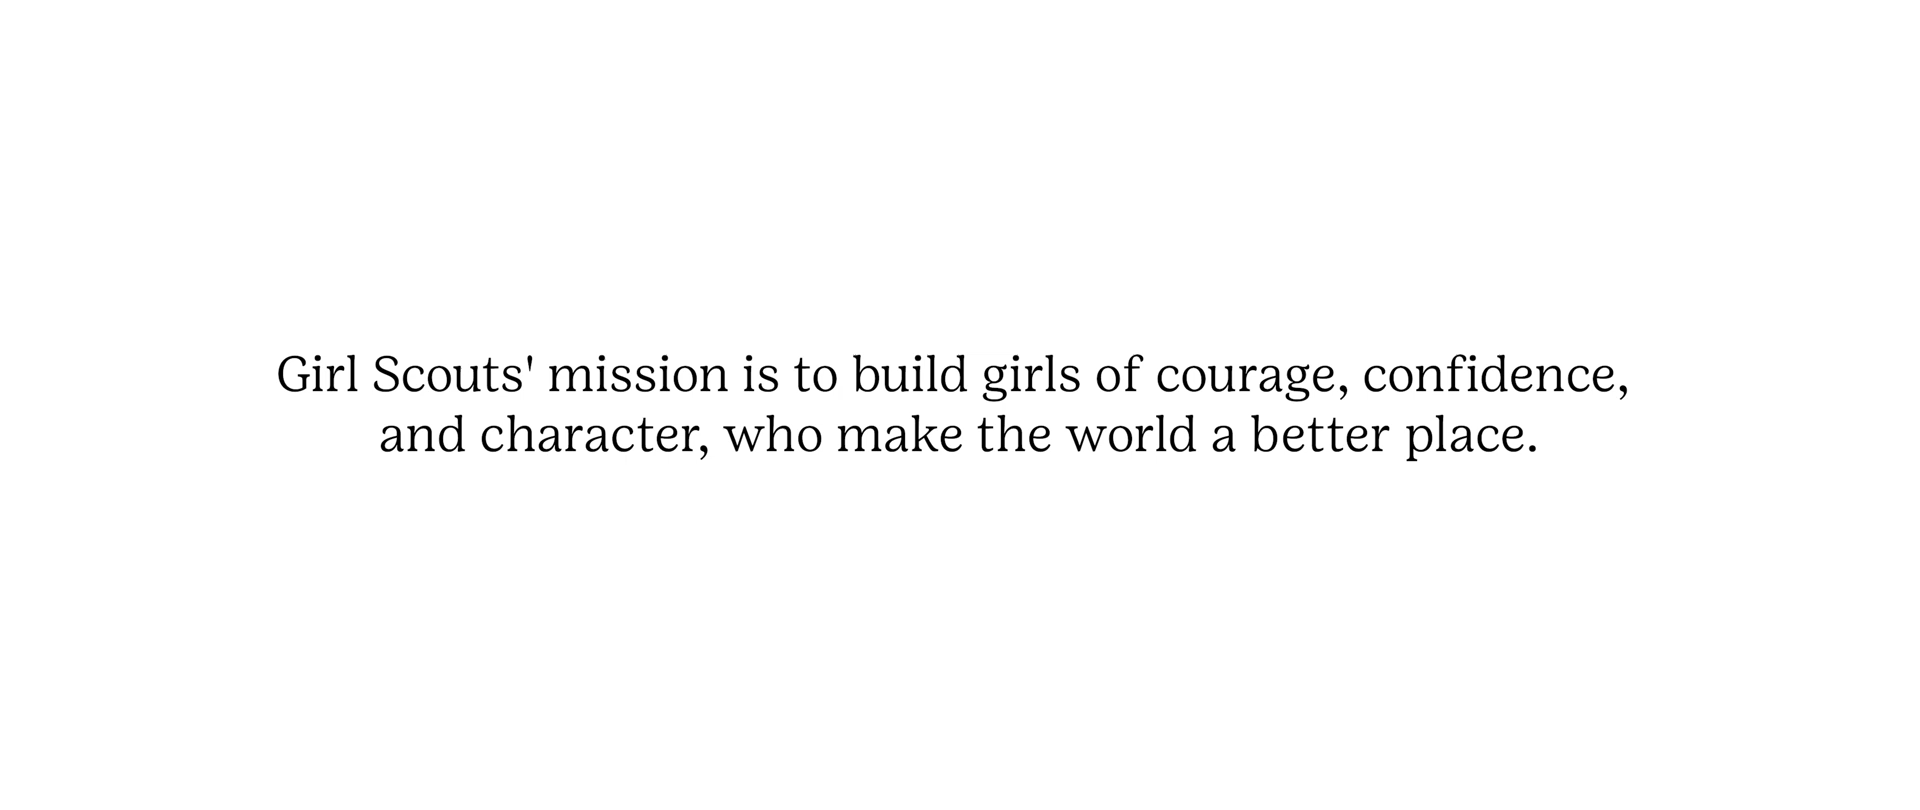 Girl Scouts' mission is to build girls of courage, confidence,
and character, who make the world a better place.